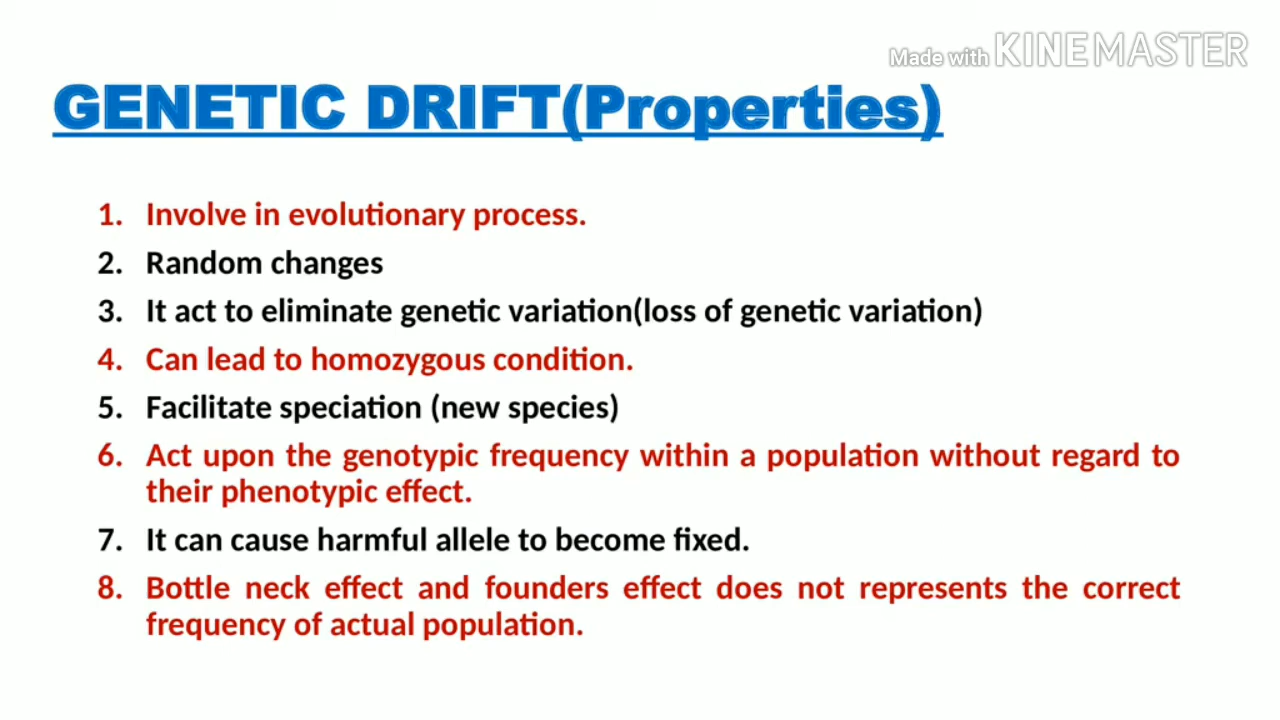 Made with KINEMASTER
GENETIC DRIFT(Properties)
1. Involve in evolutionary process.
2. Random changes
3. It act to eliminate genetic variation(loss of genetic variation)
4. Can lead to homozygous condition.
5. Facilitate speciation (new species)
6. Act upon the genotypic frequency within a population without regard to
their phenotypic effect.
7. It can cause harmful allele to become fixed.
8. Bottle neck effect and founders effect does not represents the correct
frequency of actual population.